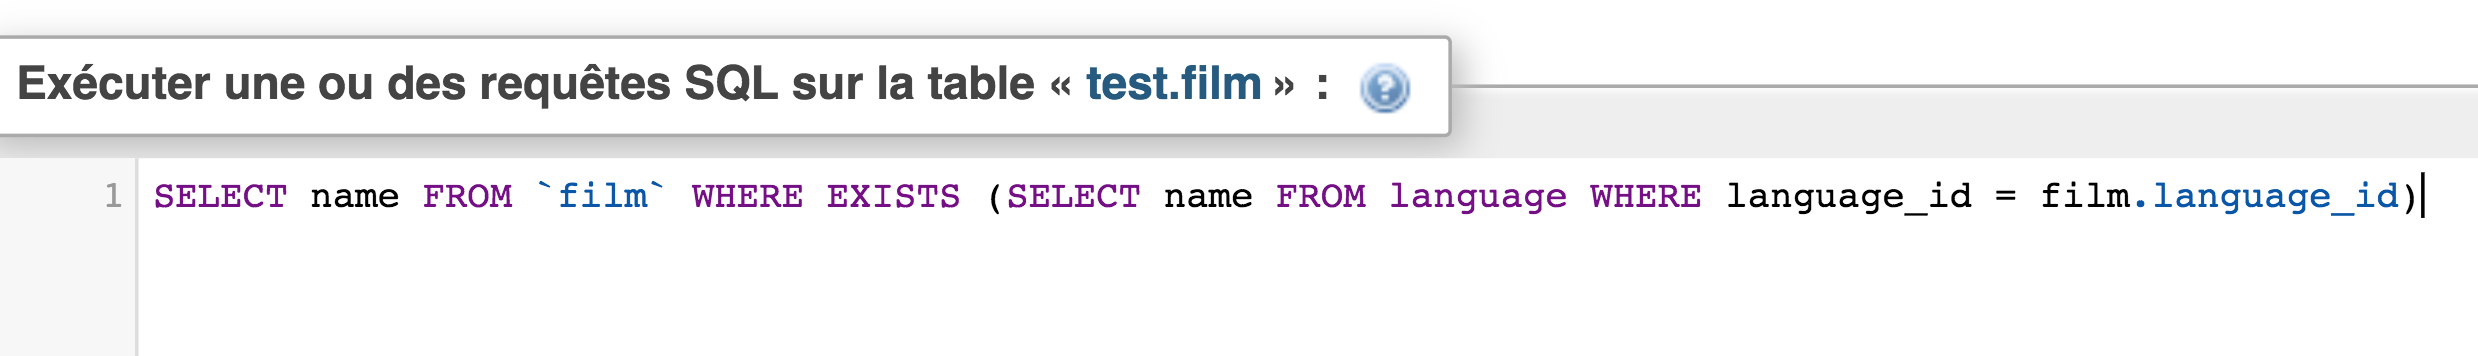 Exécuter une ou des requêtes SQL sur la table « test.film » :
1 SELECT name FROM `film` WHERE EXISTS (SELECT name FROM language WHERE language_id = film.language_id)